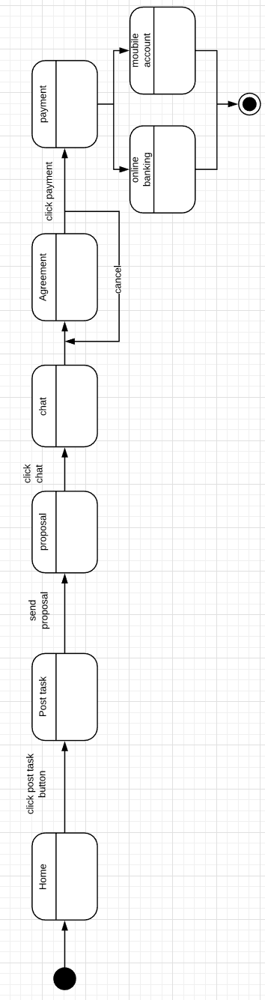 Home
click post task
button
Post task
send
proposal
proposal
click
chat
chat
Agreement
cancel
click payment
payment
moubile
account
online
banking